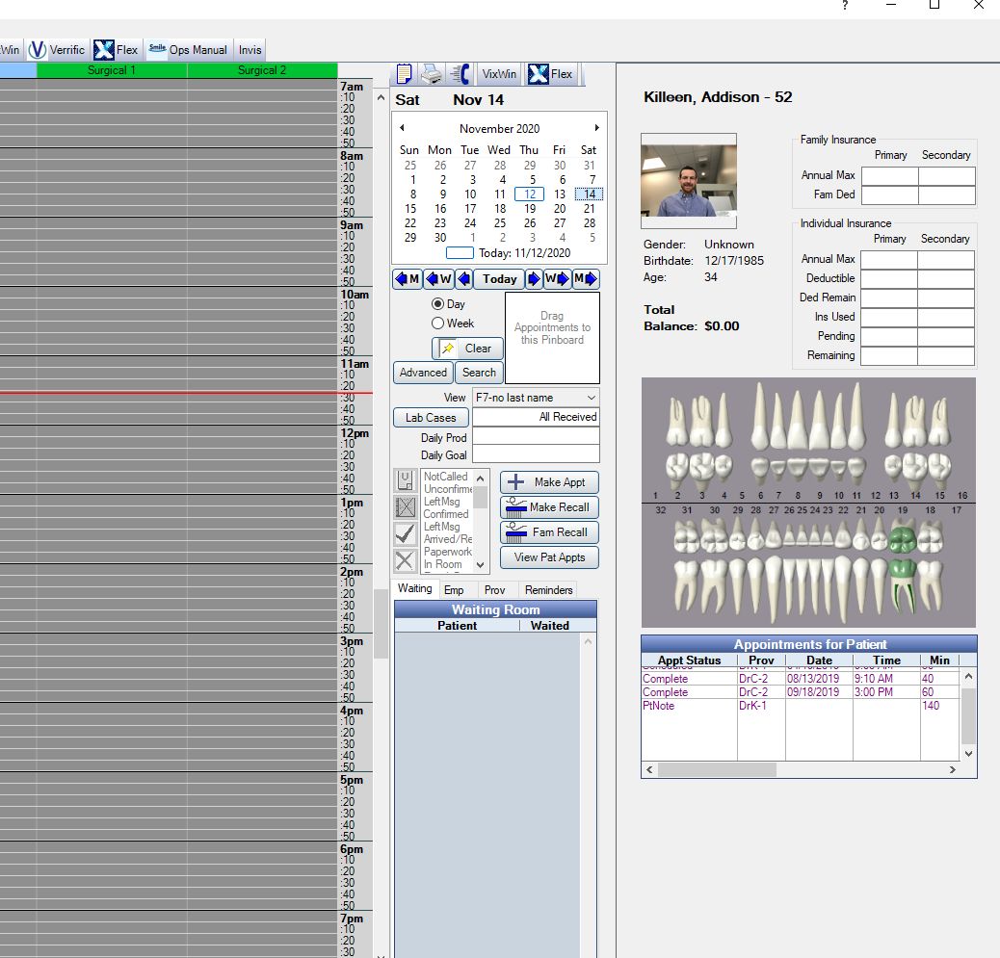 ?
Win Verrific Flex Smile Ops Manual Invis
Surgical 1 Surgical 2
7am
:10
:20
:30
:40
:50
8am
:10
:20
:30
:40
:50
9am
:10
:20
:30
:40
:50
10am
:10
:20
:30
:40
:50
11am
:10
:20
:30
:40
:50
12pm
:10
:20
:30
:40
:50
1pm
:10
:20
:30
:40
:50
2pm
:10
:20
:30
:40
:50
3pm
:10
:20
:30
:40
:50
4pm
:10
:20
:30
:40
:50
5pm
:10
:20
:30
:40
:50
6pm
:10
:20
:30
:40
:50
7pm
:10
:20
:30
VixWin Flex
Sat Nov 14
November 2020
Sun Mon Tue Wed Thu Fri Sat
25 26 27 28 29 30 31
1 2 3 4 5 6 7
8 9 10 11 12 13 14
15 16 17 18 19 20 21
22 23 24 25 26 27 28
29 30 1 2 3 4 5
Today: 11/12/2020
M W Today W M
Day
Week
Drag
Appointments to
this Pinboard
Clear
Advanced Search
View F7-no last name
Lab Cases All Received
Daily Prod
Daily Goal
NotCalled
Unconfirme
LeftMsg
Confirmed
LeftMsg
Arrived/Re
Paperwork
In Room
Make Appt
Make Recall
Fam Recall
View Pat Appts
Waiting Emp Prov Reminders
Waiting Room
Patient Waited
Killeen, Addison - 52
Gender: Unknown
Birthdate: 12/17/1985
Age: 34
Total
Balance: $0.00
Family Insurance
Primary Secondary
Annual Max
Fam Ded
Individual Insurance
Primary Secondary
Annual Max
Deductible
Ded Remain
Ins Used
Pending
Remaining
1 2 3 4 5 6 7 8 9 10 11 12 13 14 15 16
32 31 30 29 28 27 26 25 24 23 22 21 20 19 18 17
Appointments for Patient
Appt Status Prov Date Time Min
Complete DrC-2 08/13/2019 9:10 AM 40
Complete DrC-2 09/18/2019 3:00 PM 60
PtNote DrK-1 140